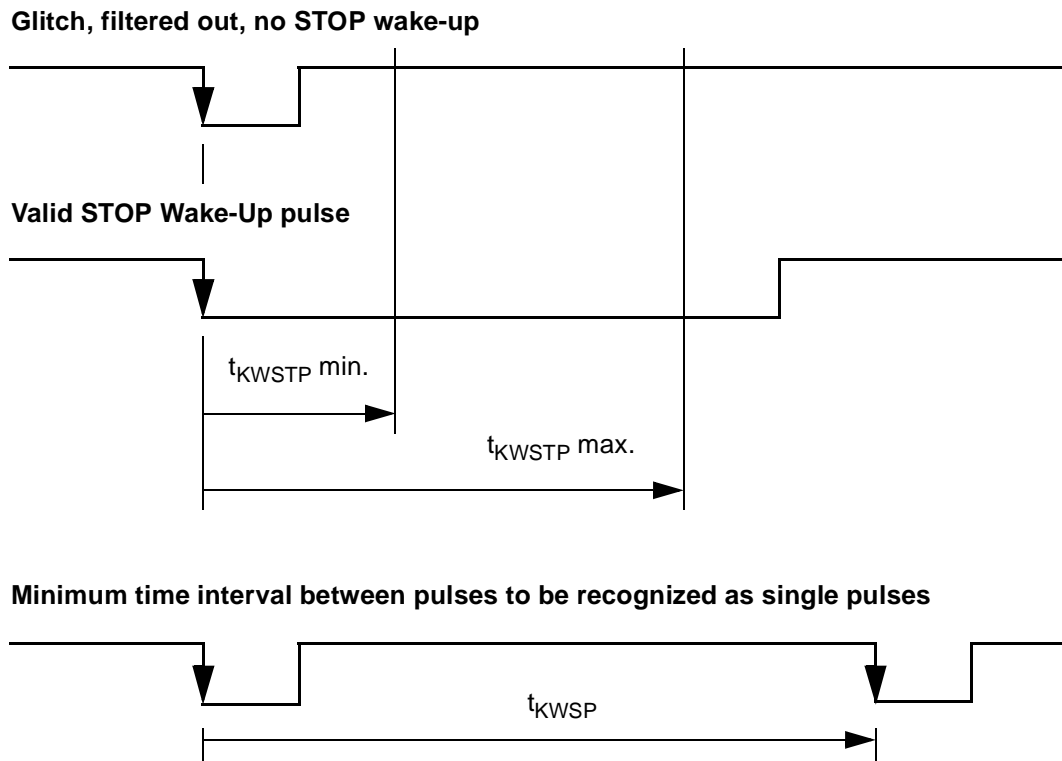 Glitch, filtered out, no STOP wake-up
Valid STOP Wake-Up pulse
tKWSTP min.
tKWSTP max.
Minimum time interval between pulses to be recognized as single pulses
tKWSP